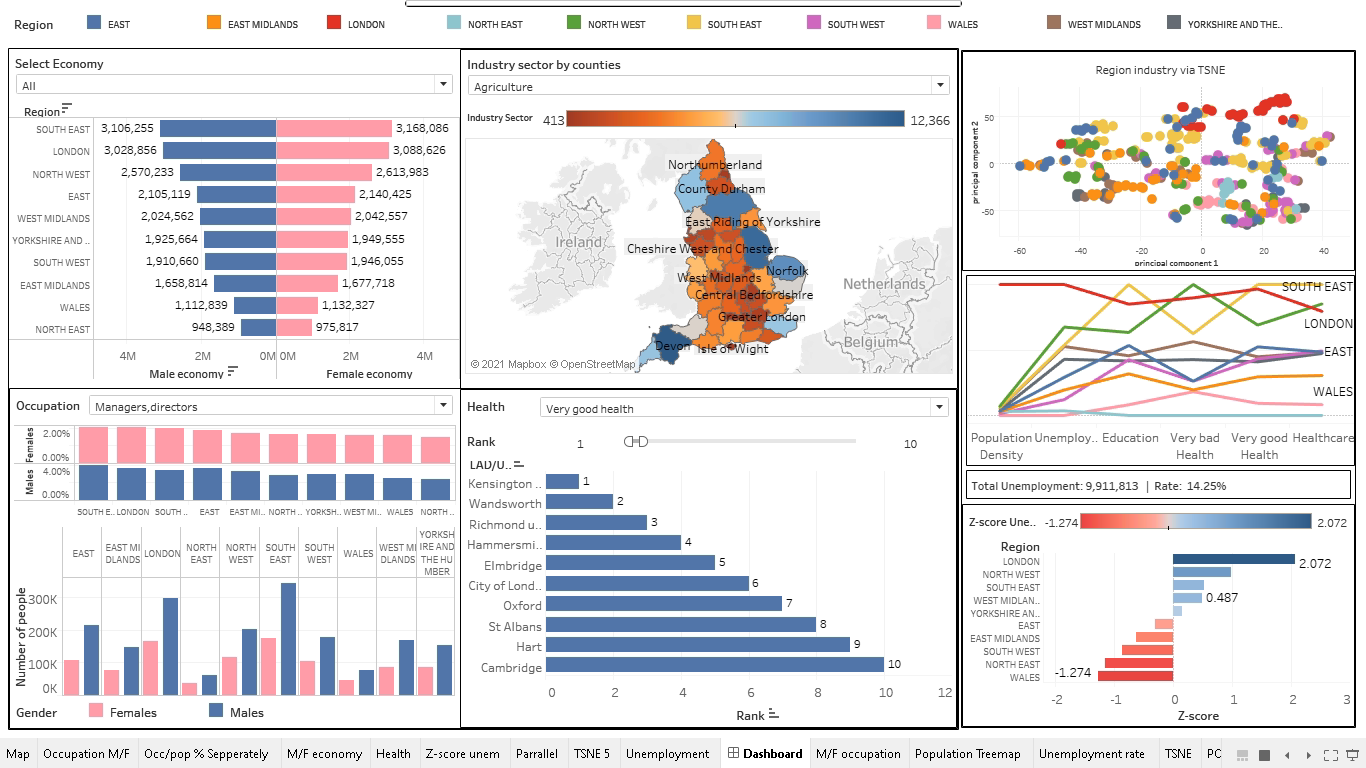 Region EAST EAST MIDLANDS LONDON NORTH EAST NORTH WEST SOUTH EAST SOUTH WEST WALES WEST MIDLANDS YORKSHIRE AND THE..
Select Economy
All
Region
SOUTH EAST 3,106,255 3,168,086
LONDON 3,028,856 3,088,626
NORTH WEST 2,570,233 2,613,983
EAST 2,105,119 2,140,425
WEST MIDLANDS 2,024,562 2,042,557
YORKSHIRE AND .. 1,925,664 1,949,555
SOUTH WEST 1,910,660 1,946,055
EAST MIDLANDS 1,658,814 1,677,718
WALES 1,112,839 1,132,327
NORTH EAST 948,389 975,817
4M 2M 0M 0M 2M 4M
Male economy Female economy
Industry sector by counties
Agriculture
Industry Sector 413 12,366
Northumberland
County Durham
East Riding of Yorkshire
Ireland
Cheshire West and Chester
Norfolk
West Midlands
Netherlands
Central Bedfordshire
Greater London
Belgium
Devon
Isle of Wight
© 2021 Mapbox © OpenStreetMap
Region industry via TSNE
principal component 2
50
0
-50
-60 -40 -20 0 20 40
principal component 1
SOUTH EAST
LONDON
EAST
WALES
Population Unemploy.. Education Very bad Very good Healthcare
Density Health Health
Total Unemployment: 9,911,813 | Rate: 14.25%
Occupation Managers,directors
Females
2.00%
0.00%
Males
4.00%
0.00%
SOUTH E.. LONDON SOUTH .. EAST EAST MI.. NORTH .. YORKSH.. WEST MI.. WALES NORTH ..
EAST EAST MI DLANDS LONDON NORTH EAST NORTH WEST SOUTH EAST SOUTH WEST WALES WEST MI DLANDS YORKSH IRE AND THE HU MBER
Number of people
300K
200K
100K
0K
Gender Females Males
Health Very good health
Rank 1 10
LAD/U..
Kensington .. 1
Wandsworth 2
Richmond u.. 3
Hammersmi.. 4
Elmbridge 5
City of Lond.. 6
Oxford 7
St Albans 8
Hart 9
Cambridge 10
0 2 4 6 8 10 12
Rank
Z-score Une.. -1.274 2.072
Region
LONDON 2.072
NORTH WEST
SOUTH EAST
WEST MIDLAN.. 0.487
YORKSHIRE AN..
EAST
EAST MIDLANDS
SOUTH WEST
NORTH EAST
WALES -1.274
-2 -1 0 1 2 3
Z-score
Map Occupation M/F Occ/pop % Sepperately M/F economy Health Z-score unem Parrallel TSNE 5 Unemployment Dashboard M/F occupation Population Treemap Unemployment rate TSNE PC